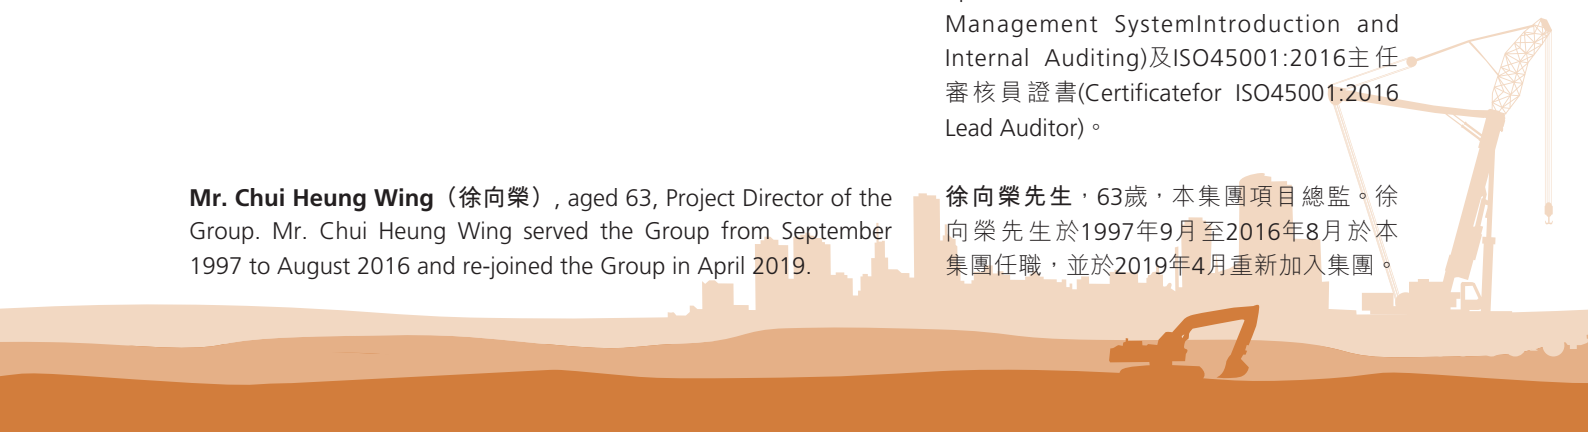 Management SystemIntroduction and
Internal Auditing)及ISO45001:2016主任
審核員證書(Certificatefor ISO45001:2016
Lead Auditor)。
Mr. Chui Heung Wing（徐向榮）, aged 63, Project Director of the
Group. Mr. Chui Heung Wing served the Group from September
1997 to August 2016 and re-joined the Group in April 2019.
徐向榮先生，63歲，本集團項目總監。徐
向榮先生於1997年9月至2016年8月於本
集團任職，並於2019年4月重新加入集團。